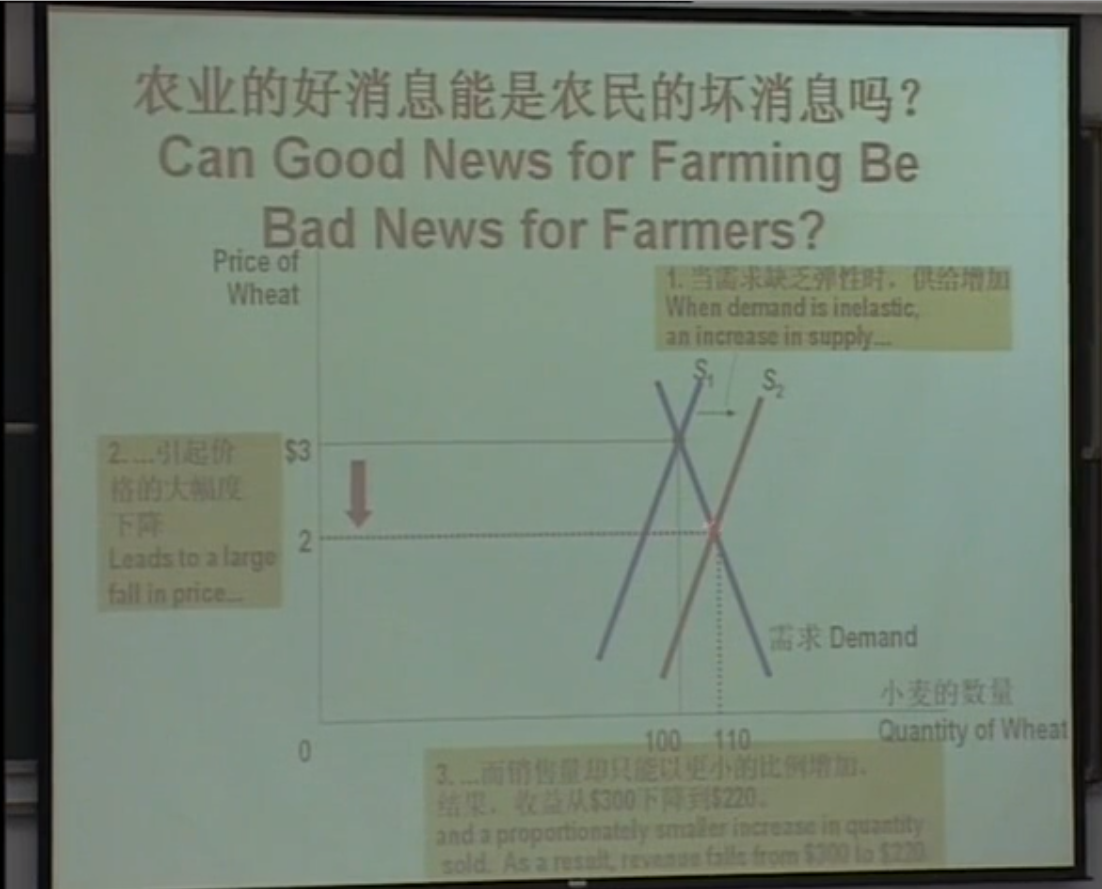 农业的好消息能是农民的坏消息吗?
Can Good News for Farming Be
Bad News for Farmers?
Price of
Wheat
1. 当需求缺乏弹性时，供给增加
When demand is inelastic,
an increase in supply...
S1
S2
2. ...引起价
格的大幅度
下降
Leads to a large
fall in price...
$3
2
需求 Demand
小麦的数量
Quantity of Wheat
0
100
110
3. ...而销售量却只能以更小的比例增加。
结果，收益从$300下降到$220。
and a proportionately smaller increase in quantity
sold. As a result, revenue falls from $300 to $220.